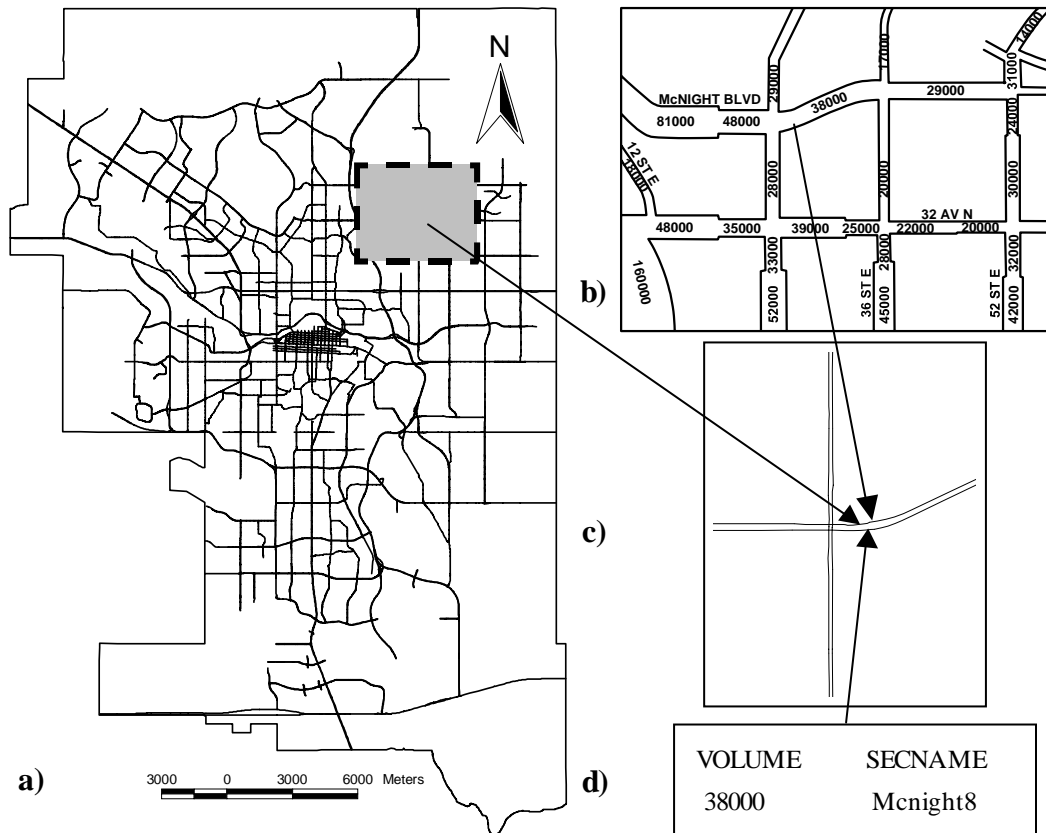 N
a)
3000 0 3000 6000 Meters
14000
17000
29000
31000
McNIGHT BLVD
38000
29000
81000 48000
24000
12 ST E
18000
28000
20000
30000
32 AV N
48000 35000 39000 25000 22000 20000
160000
33000
28000
32000
52000
36 ST E
45000
52 ST E
42000
b)
c)
d)
VOLUME SECNAME
38000 Mcnight8